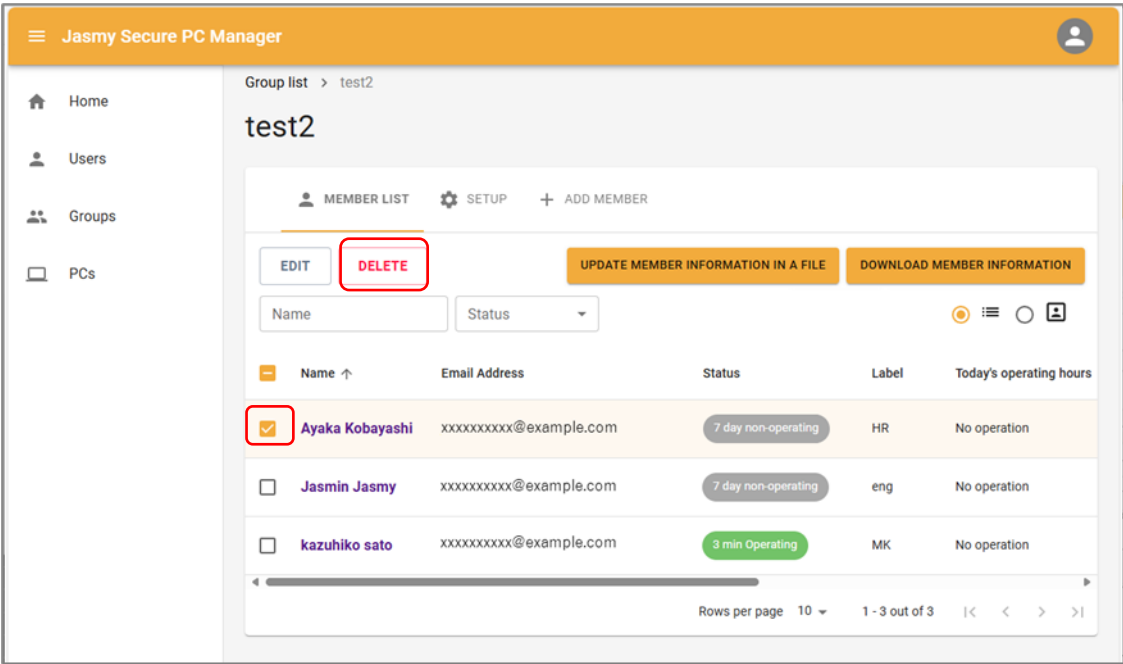 Jasmy Secure PC Manager
Home
Users
Groups
PCs
Group list > test2
test2
MEMBER LIST SETUP + ADD MEMBER
EDIT DELETE UPDATE MEMBER INFORMATION IN A FILE DOWNLOAD MEMBER INFORMATION
Name Status
Name ↑ Email Address Status Label Today's operating hours
Ayaka Kobayashi xxxxxxxxxx@example.com 7 day non-operating HR No operation
Jasmin Jasmy xxxxxxxxxx@example.com 7 day non-operating eng No operation
kazuhiko sato xxxxxxxxxx@example.com 3 min Operating MK No operation
Rows per page 10 1 - 3 out of 3